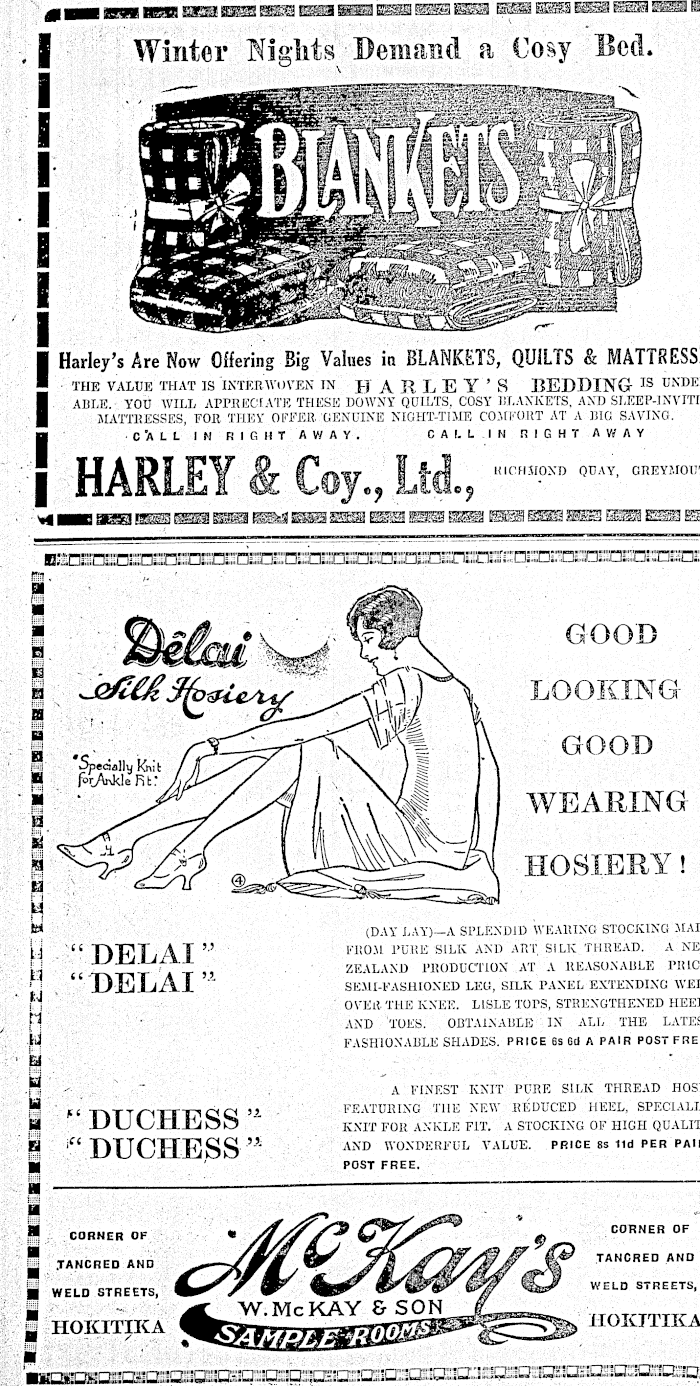 Winter Nights Demand a Cosy Bed.
BLANKETS
Harley's Are Now Offering Big Values in BLANKETS, QUILTS & MATTRESS
THE VALUE THAT IS INTERWOVEN IN HARLEY'S BEDDING IS UNDE
ABLE. YOU WILL APPRECIATE THESE DOWNY QUILTS, COSY BLANKETS, AND SLEEP-INVITI
MATTRESSES, FOR THEY OFFER GENUINE NIGHT-TIME COMFORT AT A BIG SAVING.
CALL IN RIGHT AWAY. CALL IN RIGHT AWAY
HARLEY & Coy., Ltd., RICHMOND QUAY, GREYMOU
Dêlai
Silk Hosiery
"Specially Knit
for Ankle Fit."
4
GOOD
LOOKING
GOOD
WEARING
HOSIERY!
"DELAI"
"DELAI"
(DAY LAY)—A SPLENDID WEARING STOCKING MAD
FROM PURE SILK AND ART SILK THREAD. A NE
ZEALAND PRODUCTION AT A REASONABLE PRIC
SEMI-FASHIONED LEG, SILK PANEL EXTENDING WEL
OVER THE KNEE. LISLE TOPS, STRENGTHENED HEEL
AND TOES. OBTAINABLE IN ALL THE LATES
FASHIONABLE SHADES. PRICE 6s 6d A PAIR POST FRE
"DUCHESS"
"DUCHESS"
A FINEST KNIT PURE SILK THREAD HOS
FEATURING THE NEW REDUCED HEEL, SPECIALL
KNIT FOR ANKLE FIT. A STOCKING OF HIGH QUALIT
AND WONDERFUL VALUE. PRICE 8s 11d PER PAI
POST FREE.
CORNER OF
TANCRED AND
WELD STREETS,
HOKITIKA
McKay's
W. McKAY & SON
SAMPLE ROOMS
CORNER OF
TANCRED AND
WELD STREETS,
HOKITIKA